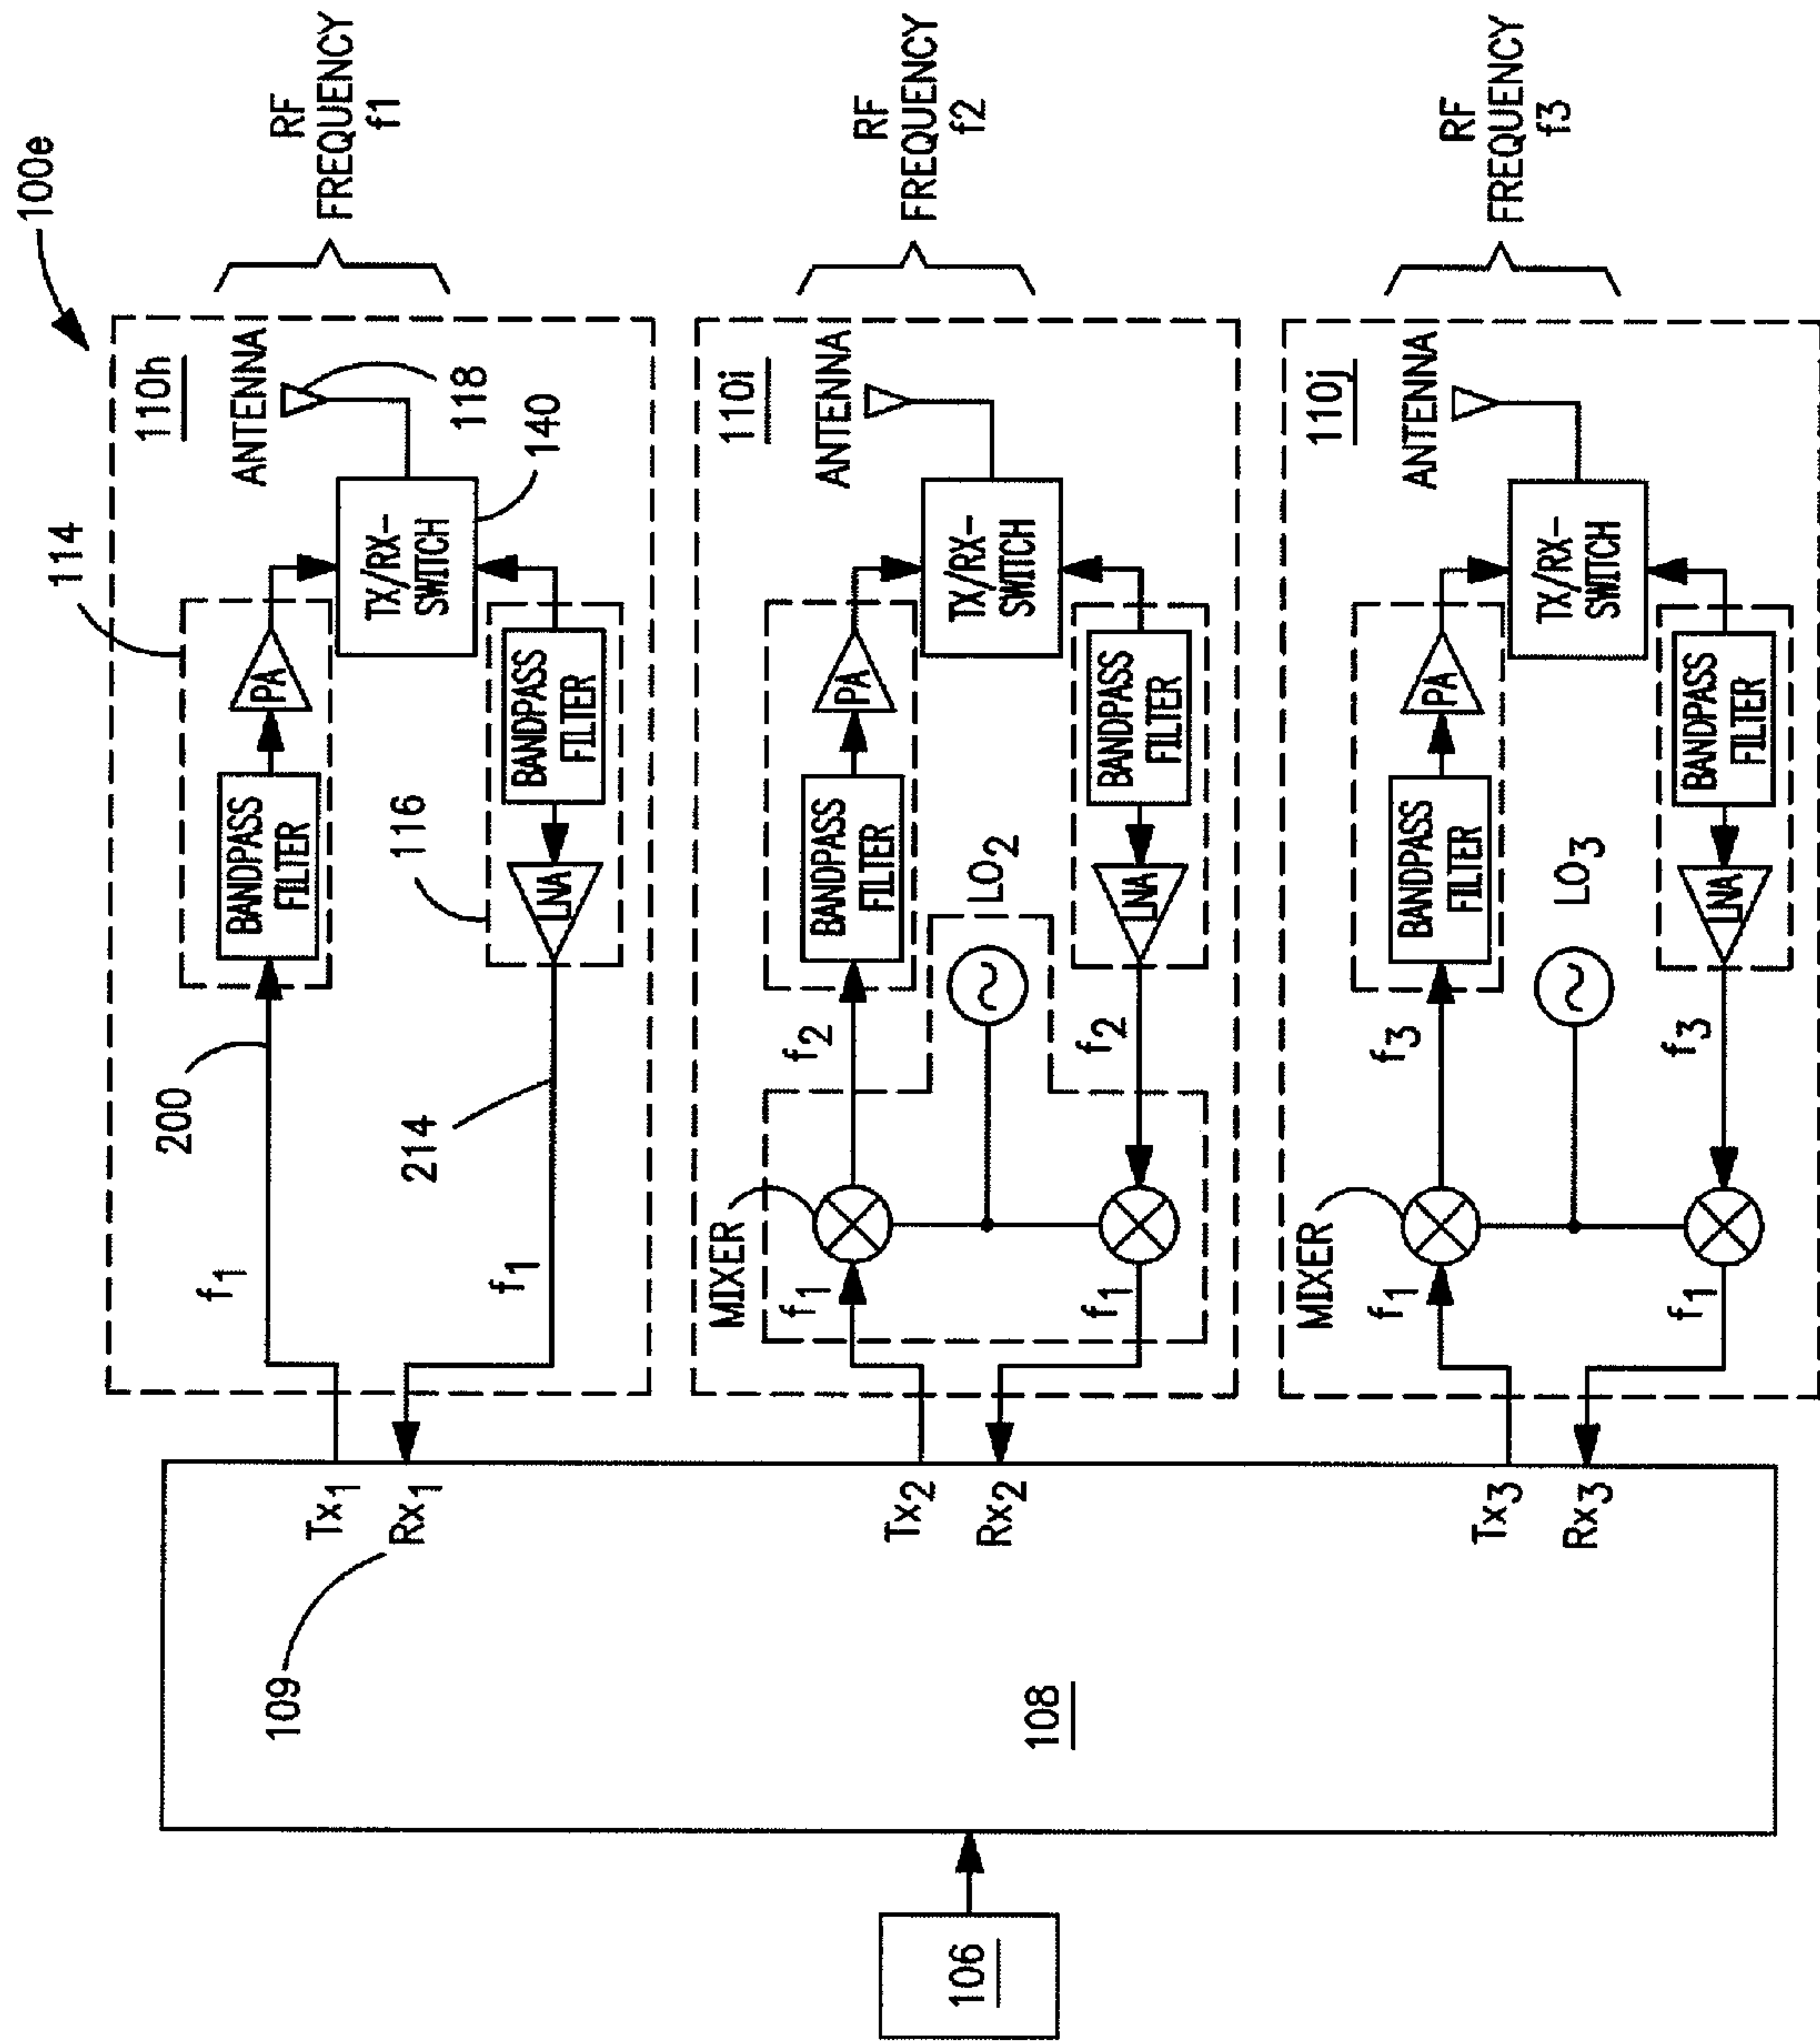 100e
110h
114
ANTENNA
118
140
BANDPASS
FILTER
PA
TX/RX-
SWITCH
200
f1
116
BANDPASS
FILTER
LNA
214
f1
RF
FREQUENCY
f1
110i
ANTENNA
BANDPASS
FILTER
PA
TX/RX-
SWITCH
MIXER
f1
f2
LO2
BANDPASS
FILTER
LNA
f2
f1
RF
FREQUENCY
f2
110j
ANTENNA
BANDPASS
FILTER
PA
TX/RX-
SWITCH
MIXER
f1
f3
LO3
BANDPASS
FILTER
LNA
f3
f1
RF
FREQUENCY
f3
Tx1
Rx1
109
Tx2
Rx2
Tx3
Rx3
108
106